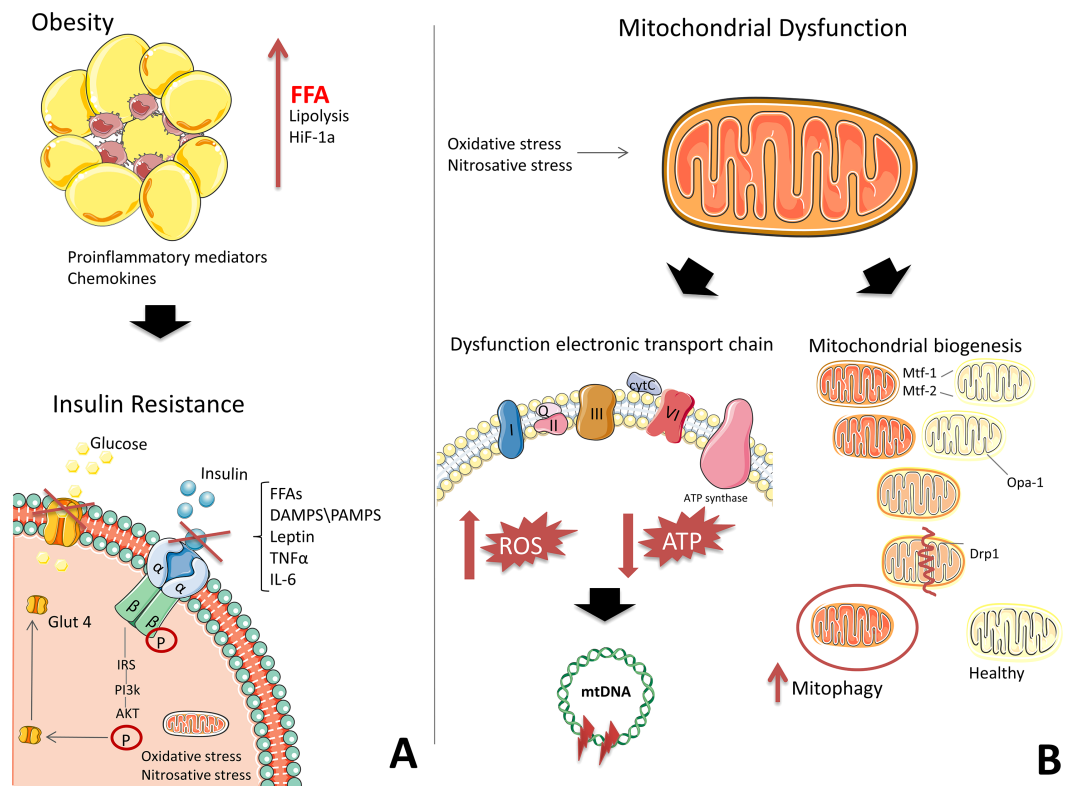 Obesity
FFA
Lipolysis
HiF-1a
Proinflammatory mediators
Chemokines
Insulin Resistance
Glucose
Insulin
FFAs
DAMPS\PAMPS
Leptin
TNFα
IL-6
α
α
β
β
P
Glut 4
IRS
PI3k
AKT
P
Oxidative stress
Nitrosative stress
A
Mitochondrial Dysfunction
Oxidative stress
Nitrosative stress
Dysfunction electronic transport chain
I
Q
II
III
cytC
VI
ATP synthase
ROS
ATP
mtDNA
Mitochondrial biogenesis
Mtf-1
Mtf-2
Opa-1
Drp1
Mitophagy
Healthy
B